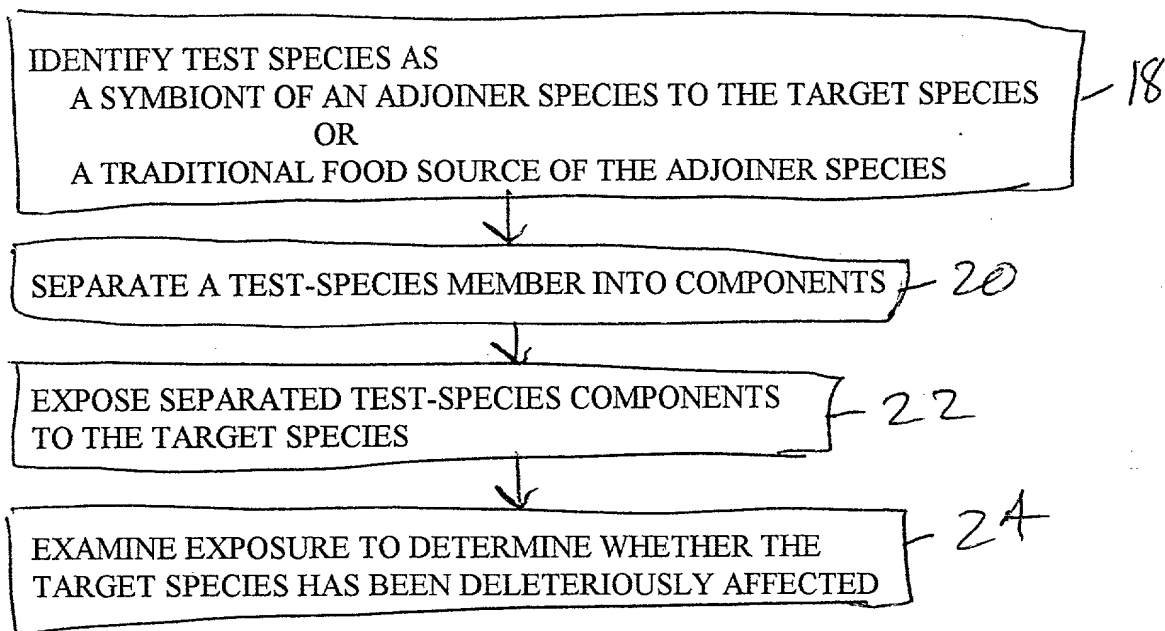 IDENTIFY TEST SPECIES AS
A SYMBIONT OF AN ADJOINER SPECIES TO THE TARGET SPECIES
OR
A TRADITIONAL FOOD SOURCE OF THE ADJOINER SPECIES
18
SEPARATE A TEST-SPECIES MEMBER INTO COMPONENTS
20
EXPOSE SEPARATED TEST-SPECIES COMPONENTS
TO THE TARGET SPECIES
22
EXAMINE EXPOSURE TO DETERMINE WHETHER THE
TARGET SPECIES HAS BEEN DELETERIOUSLY AFFECTED
24